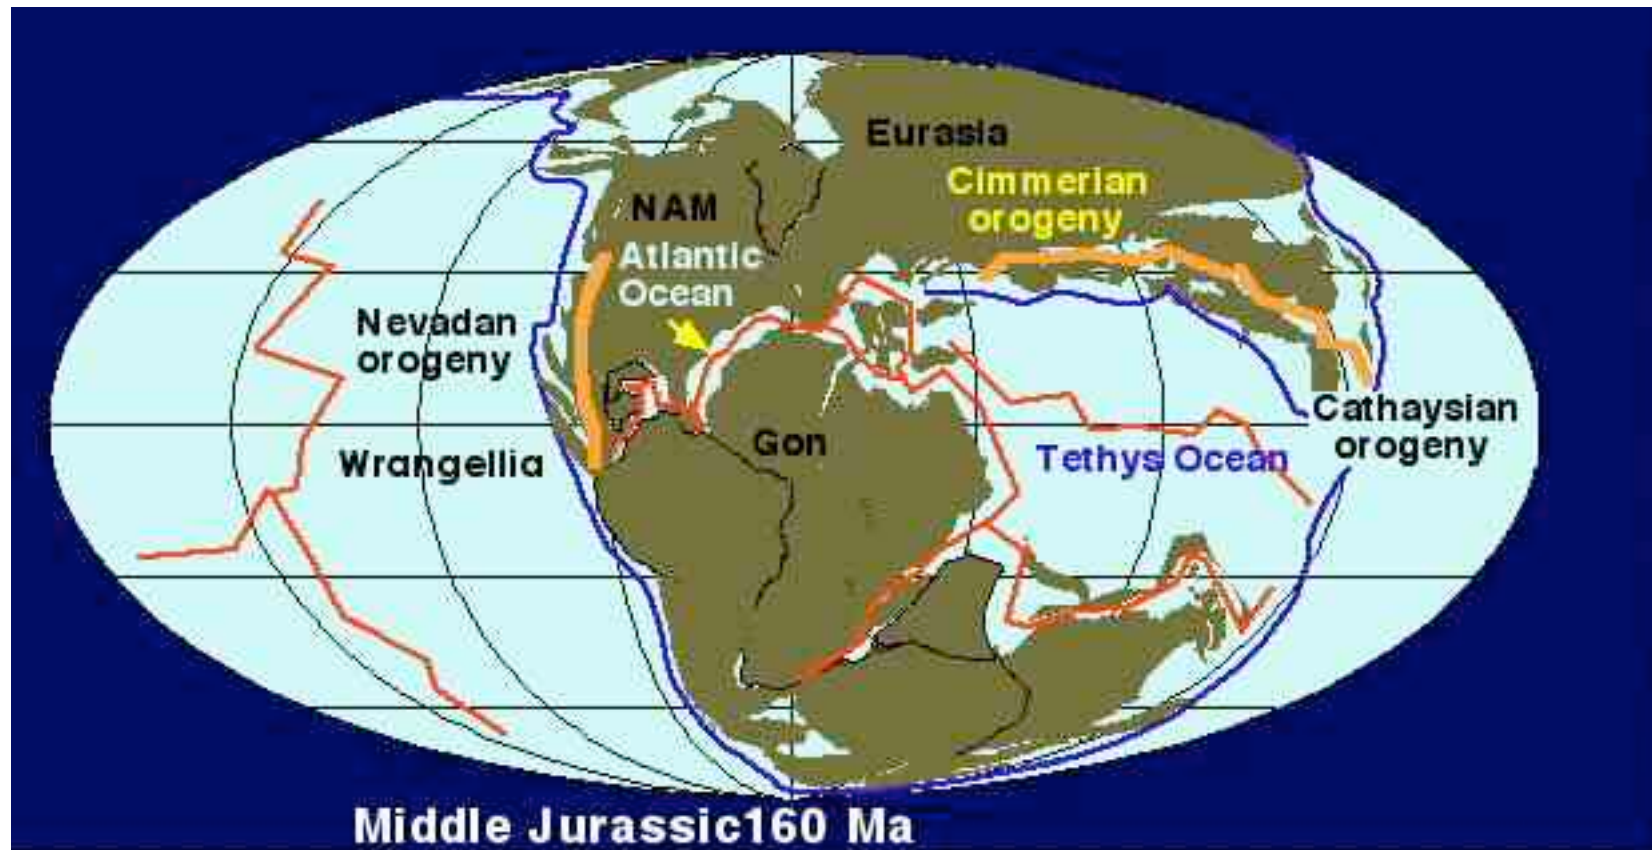 Eurasia
Cimmerian
orogeny
NAM
Atlantic
Ocean
Nevadan
orogeny
Cathaysian
orogeny
Gon
Tethys Ocean
Wrangellia
Middle Jurassic160 Ma